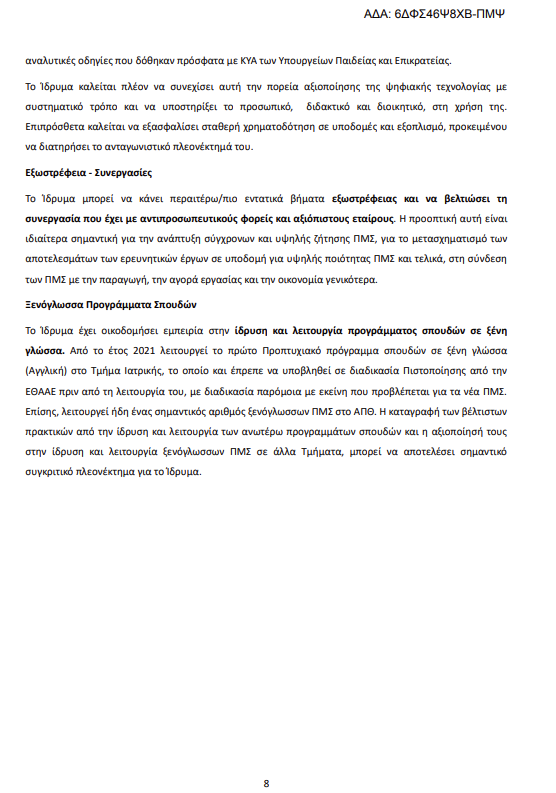 ΑΔΑ: 6ΔΦΣ46Ψ8ΧΒ-ΠΜΨ
αναλυτικές οδηγίες που δόθηκαν πρόσφατα με ΚΥΑ των Υπουργείων Παιδείας και Επικρατείας.
Το Ίδρυμα καλείται πλέον να συνεχίσει αυτή την πορεία αξιοποίησης της ψηφιακής τεχνολογίας με
συστηματικό τρόπο και να υποστηρίξει το προσωπικό, διδακτικό και διοικητικό, στη χρήση της.
Επιπρόσθετα καλείται να εξασφαλίσει σταθερή χρηματοδότηση σε υποδομές και εξοπλισμό, προκειμένου
να διατηρήσει το ανταγωνιστικό πλεονέκτημά του.
Εξωστρέφεια - Συνεργασίες
Το Ίδρυμα μπορεί να κάνει περαιτέρω/πιο εντατικά βήματα εξωστρέφειας και να βελτιώσει τη
συνεργασία που έχει με αντιπροσωπευτικούς φορείς και αξιόπιστους εταίρους. Η προοπτική αυτή είναι
ιδιαίτερα σημαντική για την ανάπτυξη σύγχρονων και υψηλής ζήτησης ΠΜΣ, για το μετασχηματισμό των
αποτελεσμάτων των ερευνητικών έργων σε υποδομή για υψηλής ποιότητας ΠΜΣ και τελικά, στη σύνδεση
των ΠΜΣ με την παραγωγή, την αγορά εργασίας και την οικονομία γενικότερα.
Ξενόγλωσσα Προγράμματα Σπουδών
Το Ίδρυμα έχει οικοδομήσει εμπειρία στην ίδρυση και λειτουργία προγράμματος σπουδών σε ξένη
γλώσσα. Από το έτος 2021 λειτουργεί το πρώτο Προπτυχιακό πρόγραμμα σπουδών σε ξένη γλώσσα
(Αγγλική) στο Τμήμα Ιατρικής, το οποίο και έπρεπε να υποβληθεί σε διαδικασία Πιστοποίησης από την
ΕΘΑΑΕ πριν από τη λειτουργία του, με διαδικασία παρόμοια με εκείνη που προβλέπεται για τα νέα ΠΜΣ.
Επίσης, λειτουργεί ήδη ένας σημαντικός αριθμός ξενόγλωσσων ΠΜΣ στο ΑΠΘ. Η καταγραφή των βέλτιστων
πρακτικών από την ίδρυση και λειτουργία των ανωτέρω προγραμμάτων σπουδών και η αξιοποίησή τους
στην ίδρυση και λειτουργία ξενόγλωσσων ΠΜΣ σε άλλα Τμήματα, μπορεί να αποτελέσει σημαντικό
συγκριτικό πλεονέκτημα για το Ίδρυμα.
8